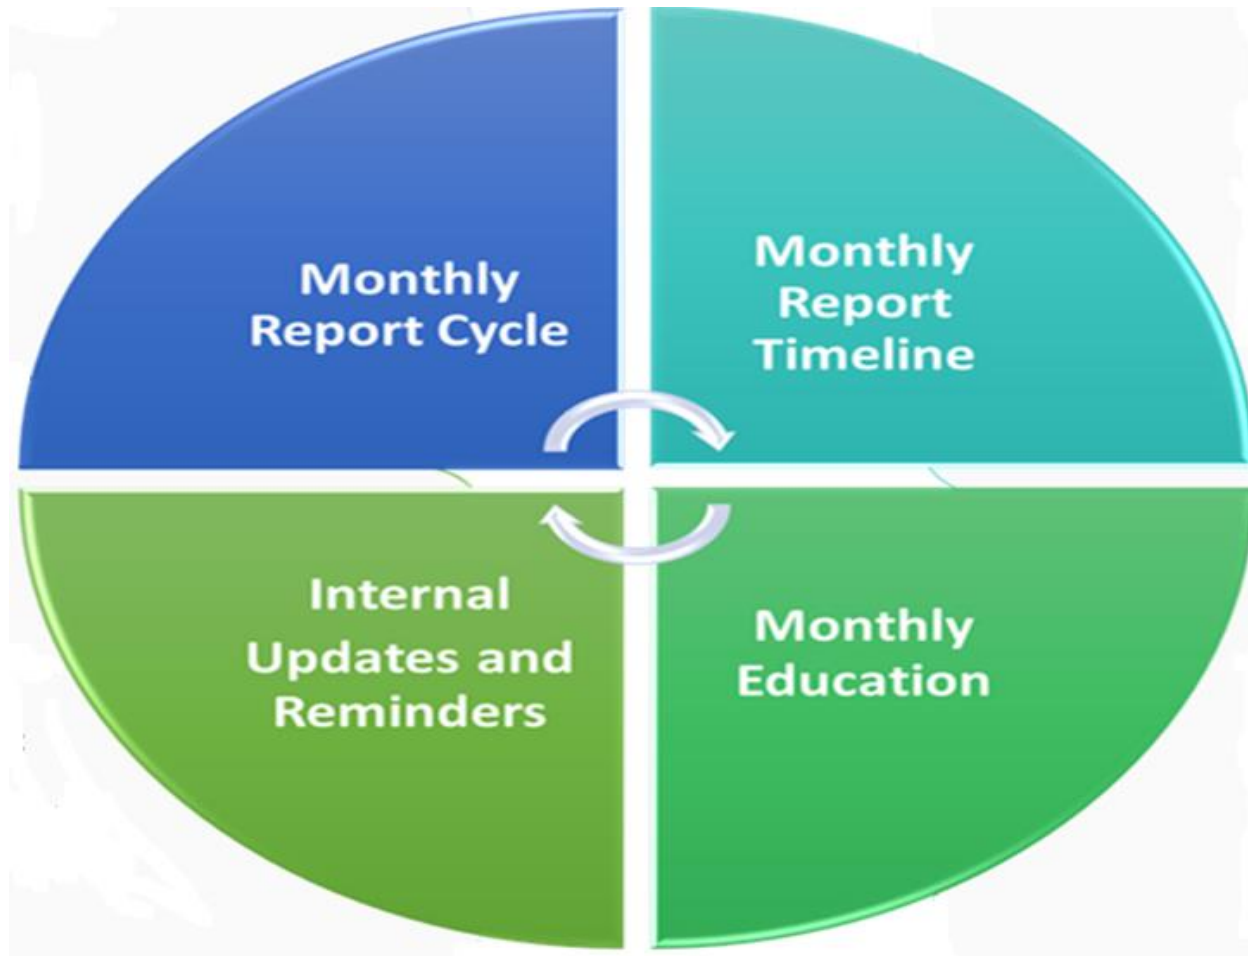 Monthly
Report Cycle
Monthly
Report
Timeline
Internal
Updates and
Reminders
Monthly
Education